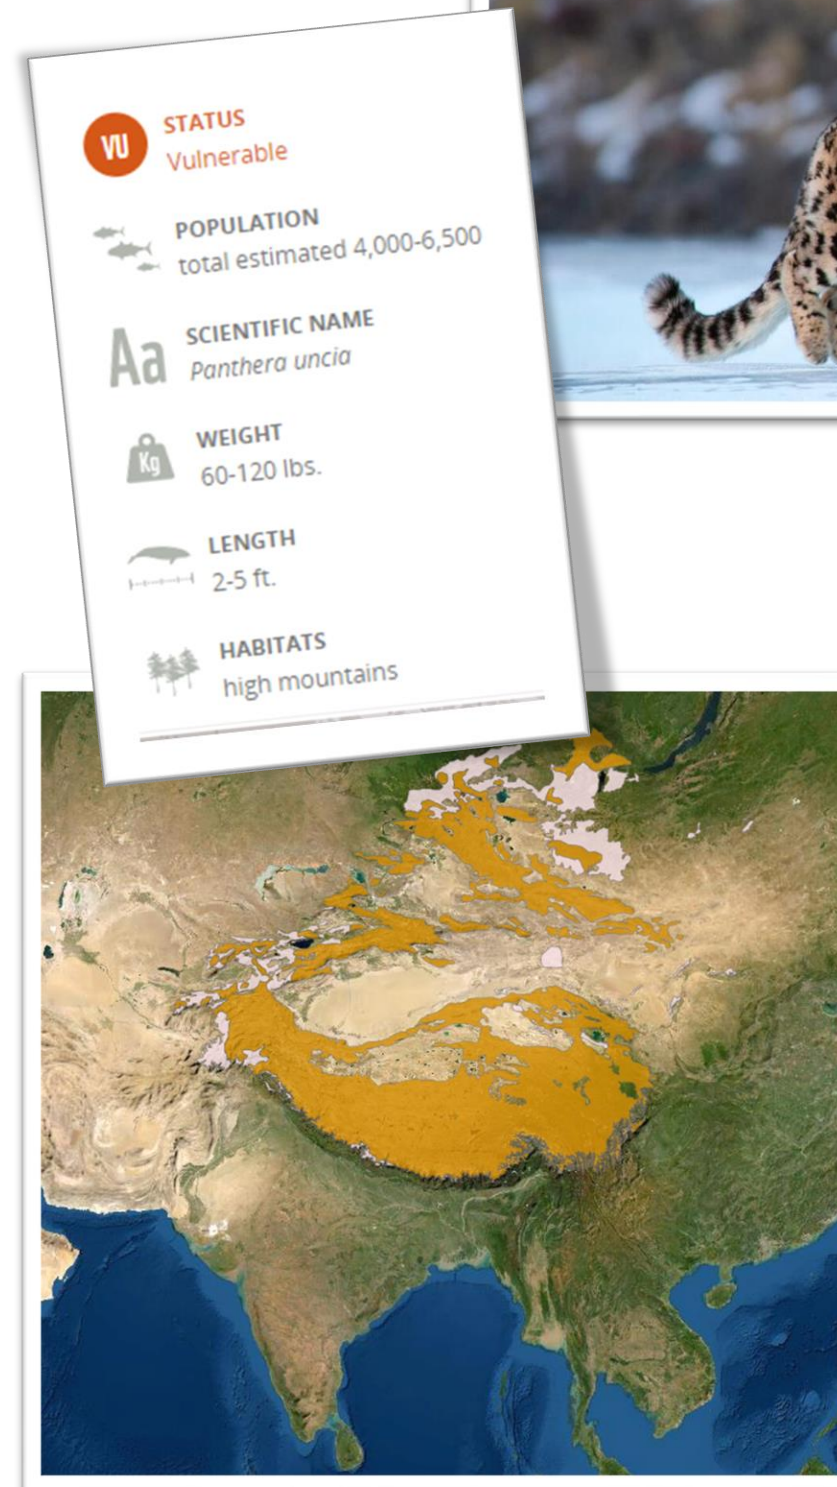 VU
STATUS
Vulnerable
POPULATION
total estimated 4,000-6,500
Aa
SCIENTIFIC NAME
Panthera uncia
Kg
WEIGHT
60-120 lbs.
LENGTH
2-5 ft.
HABITATS
high mountains